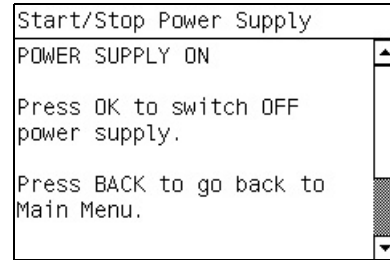 Start/Stop Power Supply
POWER SUPPLY ON
Press OK to switch OFF
power supply.
Press BACK to go back to
Main Menu.